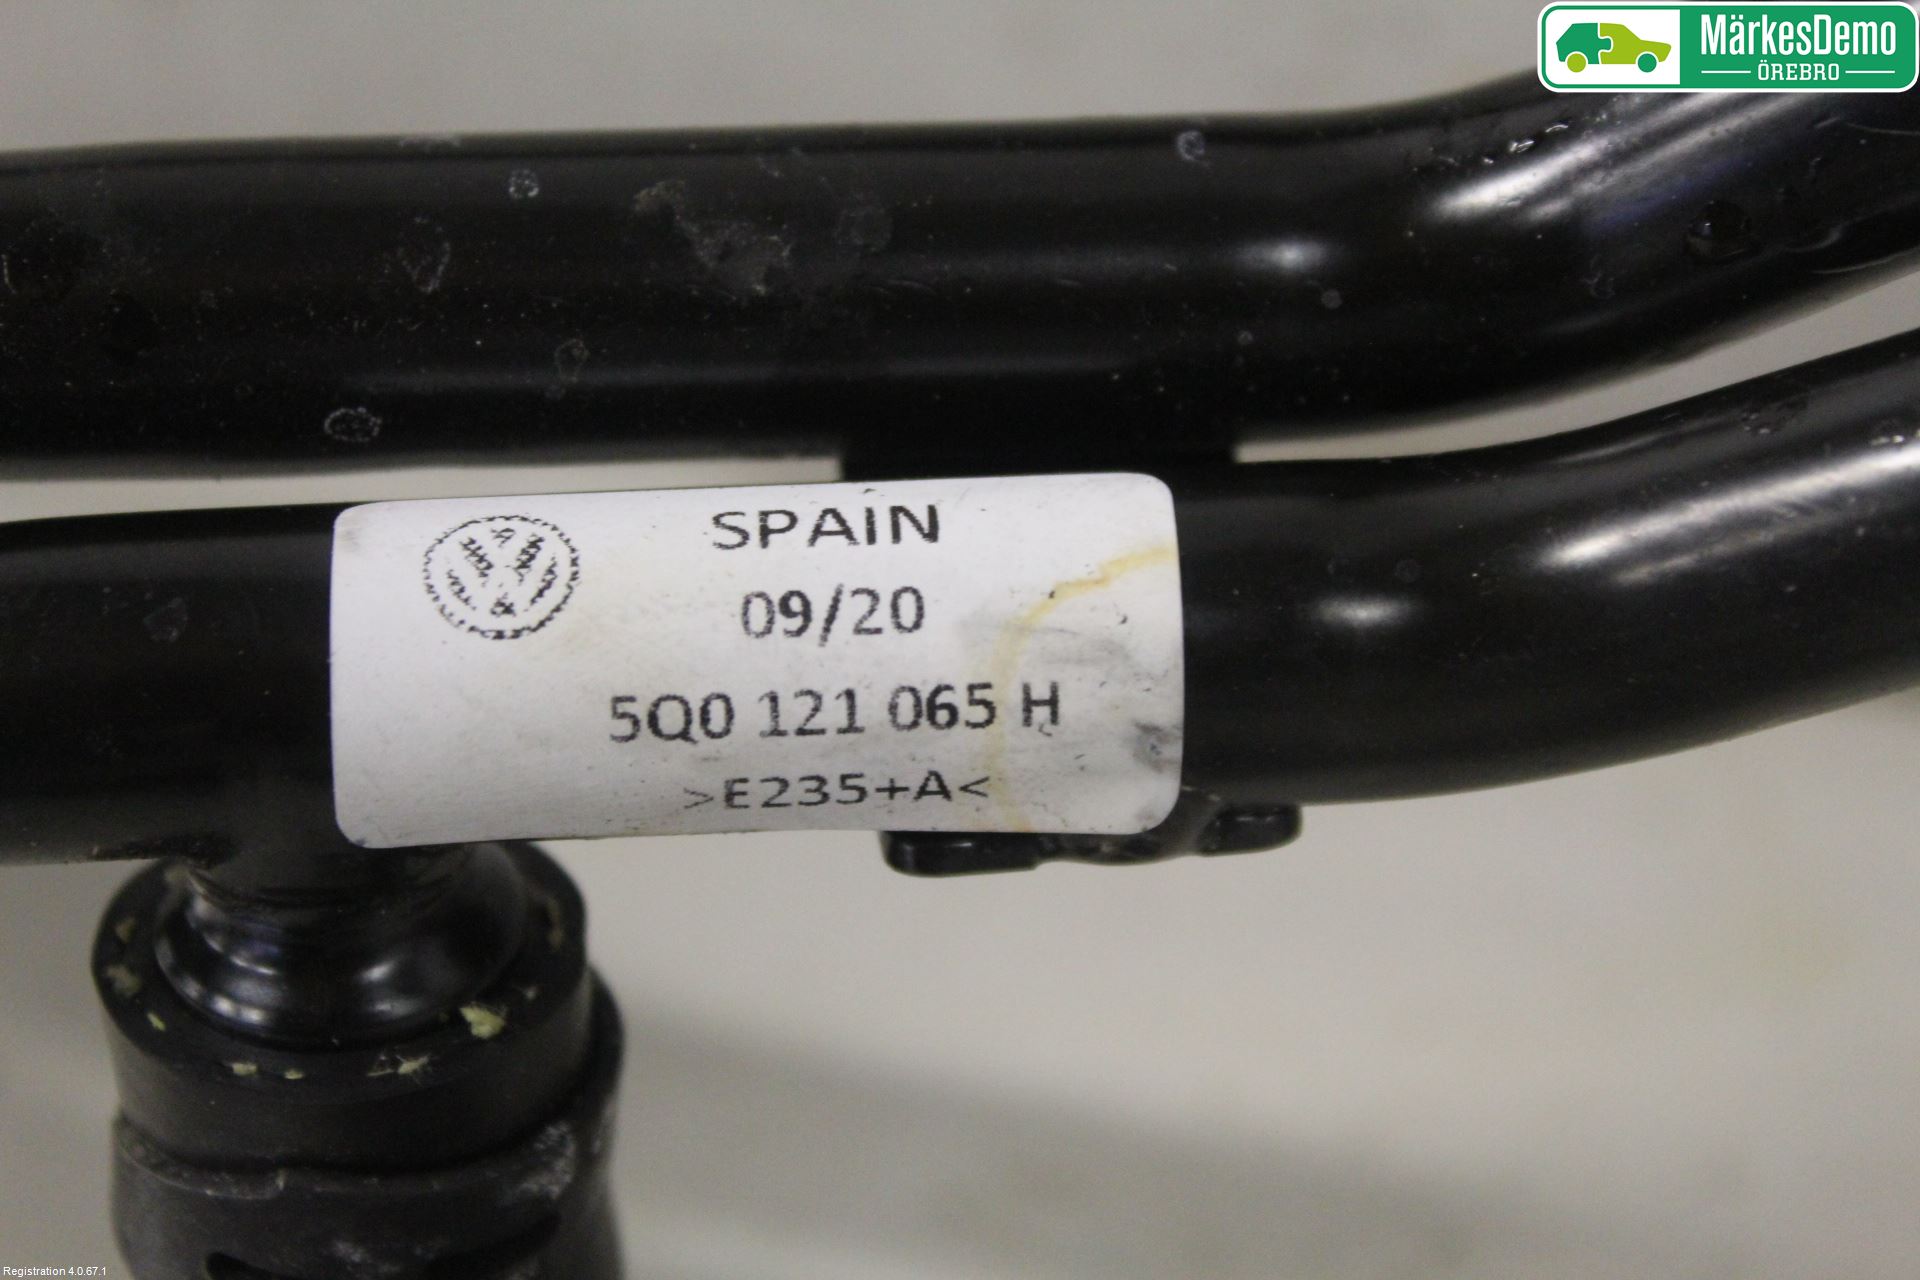 MärkesDemo
ÖREBRO
SPAIN
09/20
5Q0 121 065 H
>E235+A<
Registration 4.0.67.1